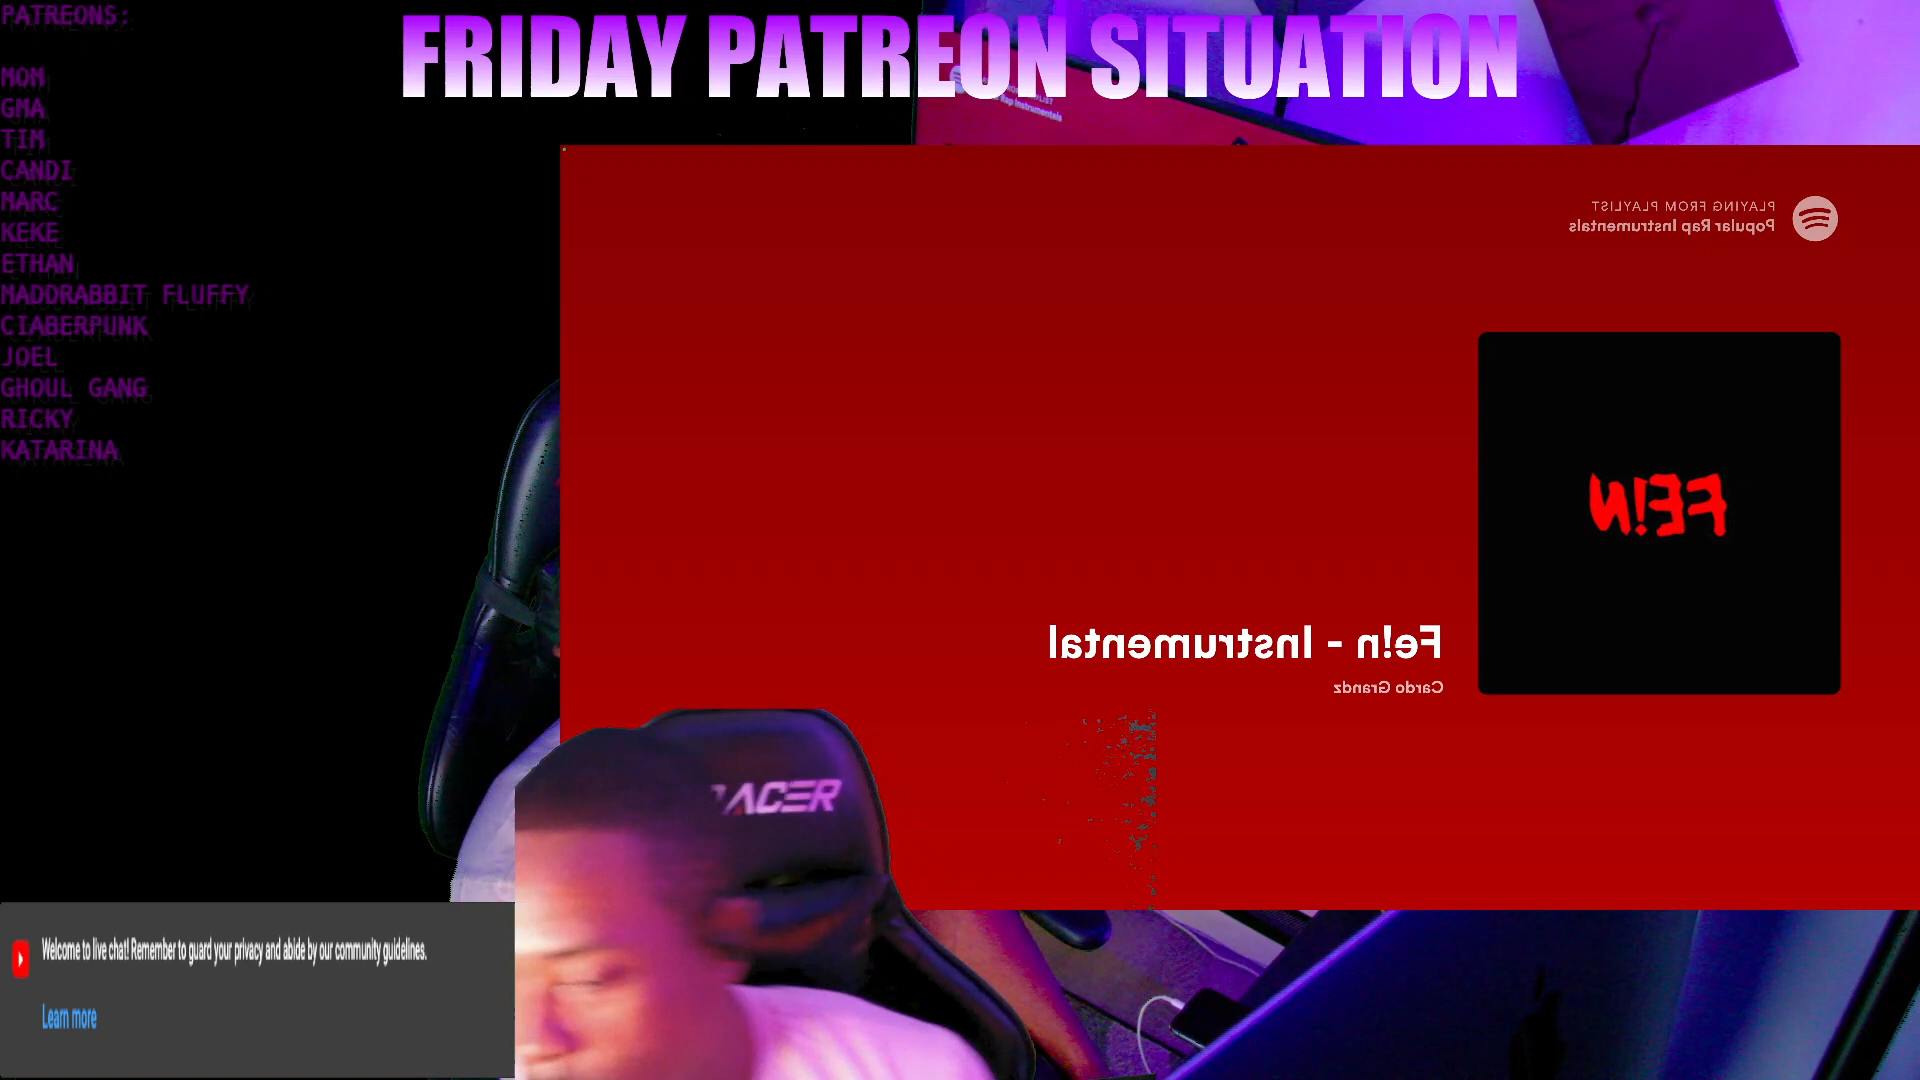 PATREONS:
FRIDAY PATREON SITUATION
MOM
GMA
TIM
CANDI
MARC
KEKE
ETHAN
MADDRABBIT FLUFFY
CIABERPUNK
JOEL
GHOUL GANG
RICKY
KATARINA
PLAYING FROM PLAYLIST
Popular Rap Instrumentals
FE!N
Fe!n - Instrumental
Cardo Grandz
ACER
Welcome to live chat! Remember to guard your privacy and abide by our community guidelines.
Learn more